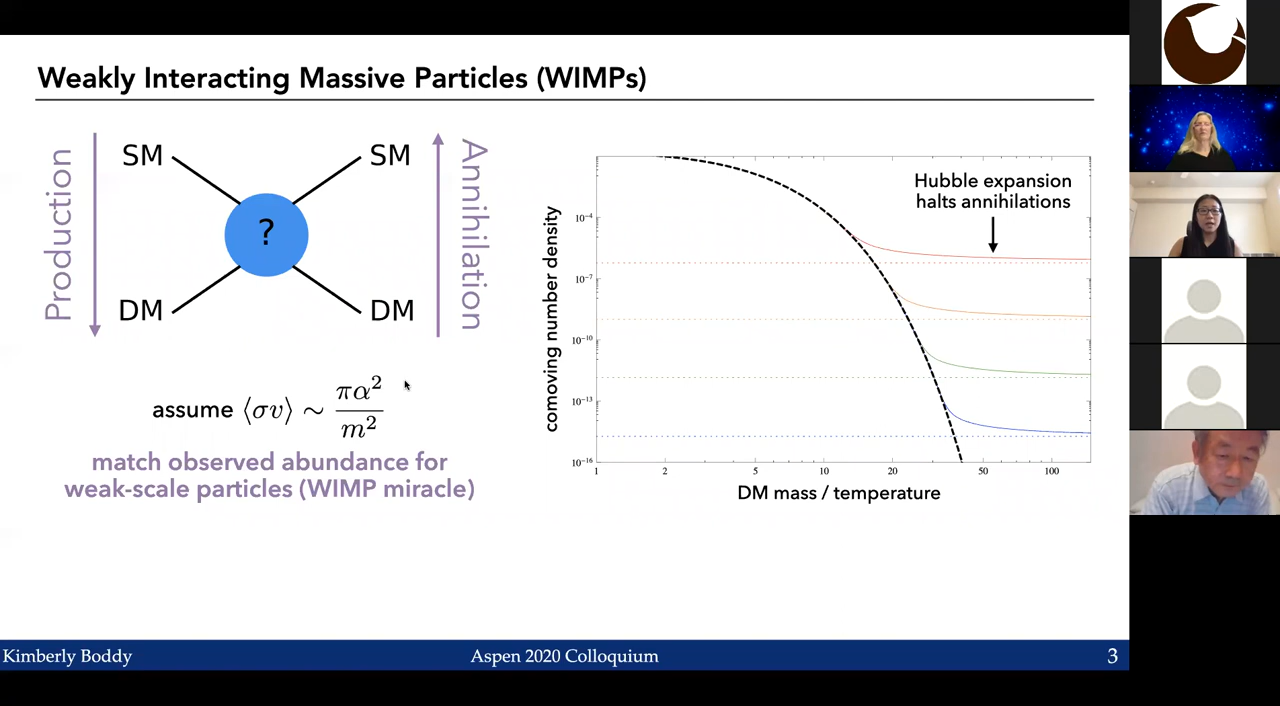 Weakly Interacting Massive Particles (WIMPs)
Production
SM
SM
Annihilation
?
DM
DM
assume ⟨σv⟩ ∼ πα²/m²
match observed abundance for
weak-scale particles (WIMP miracle)
comoving number density
Hubble expansion
halts annihilations
10⁻⁴
10⁻⁷
10⁻¹⁰
10⁻¹³
10⁻¹⁶
1 2 5 10 20 50 100
DM mass / temperature
Kimberly Boddy
Aspen 2020 Colloquium
3